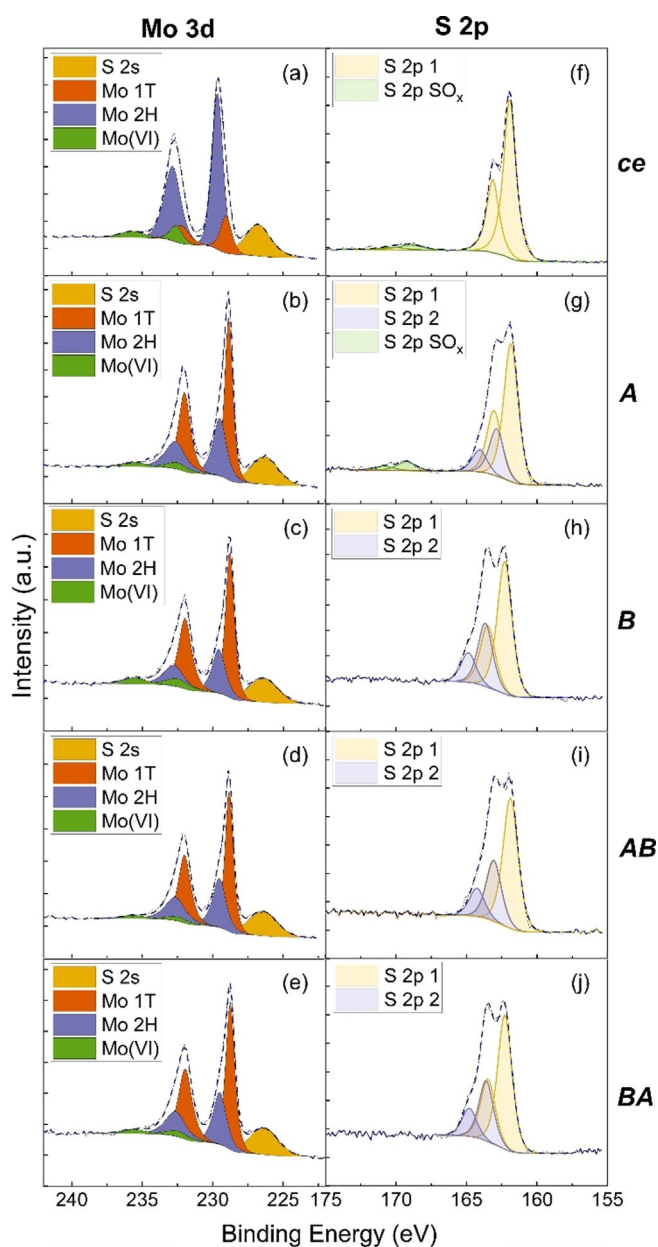 Mo 3d
S 2p
S 2s
Mo 1T
Mo 2H
Mo(VI)
(a)
S 2p 1
S 2p SOx
(f)
ce
S 2s
Mo 1T
Mo 2H
Mo(VI)
(b)
S 2p 1
S 2p 2
S 2p SOx
(g)
A
S 2s
Mo 1T
Mo 2H
Mo(VI)
(c)
S 2p 1
S 2p 2
(h)
B
S 2s
Mo 1T
Mo 2H
Mo(VI)
(d)
S 2p 1
S 2p 2
(i)
AB
S 2s
Mo 1T
Mo 2H
Mo(VI)
(e)
S 2p 1
S 2p 2
(j)
BA
Intensity (a.u.)
240 235 230 225 170 165 160 155
Binding Energy (eV)